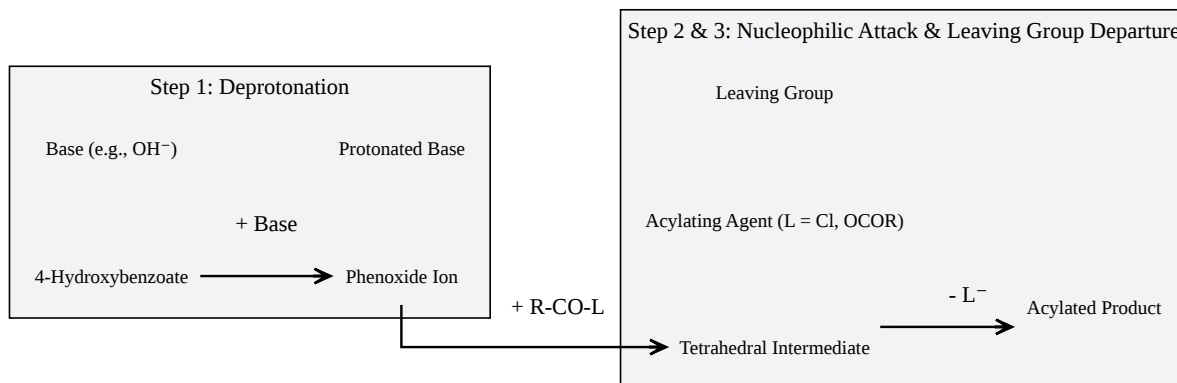 Step 1: Deprotonation
Base (e.g., OH⁻)
Protonated Base
+ Base
4-Hydroxybenzoate
Phenoxide Ion
+ R-CO-L
Step 2 & 3: Nucleophilic Attack & Leaving Group Departure
Leaving Group
Acylating Agent (L = Cl, OCOR)
Tetrahedral Intermediate
- L⁻
Acylated Product